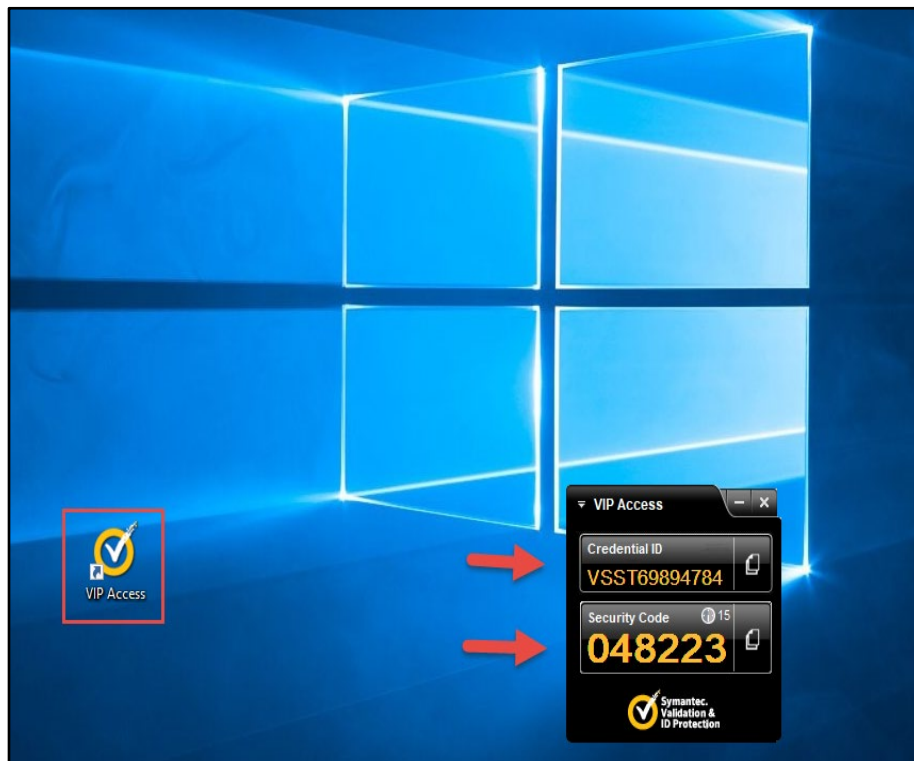 VIP Access
VIP Access
Credential ID
VSST69894784
Security Code 15
048223
Symantec.
Validation &
ID Protection